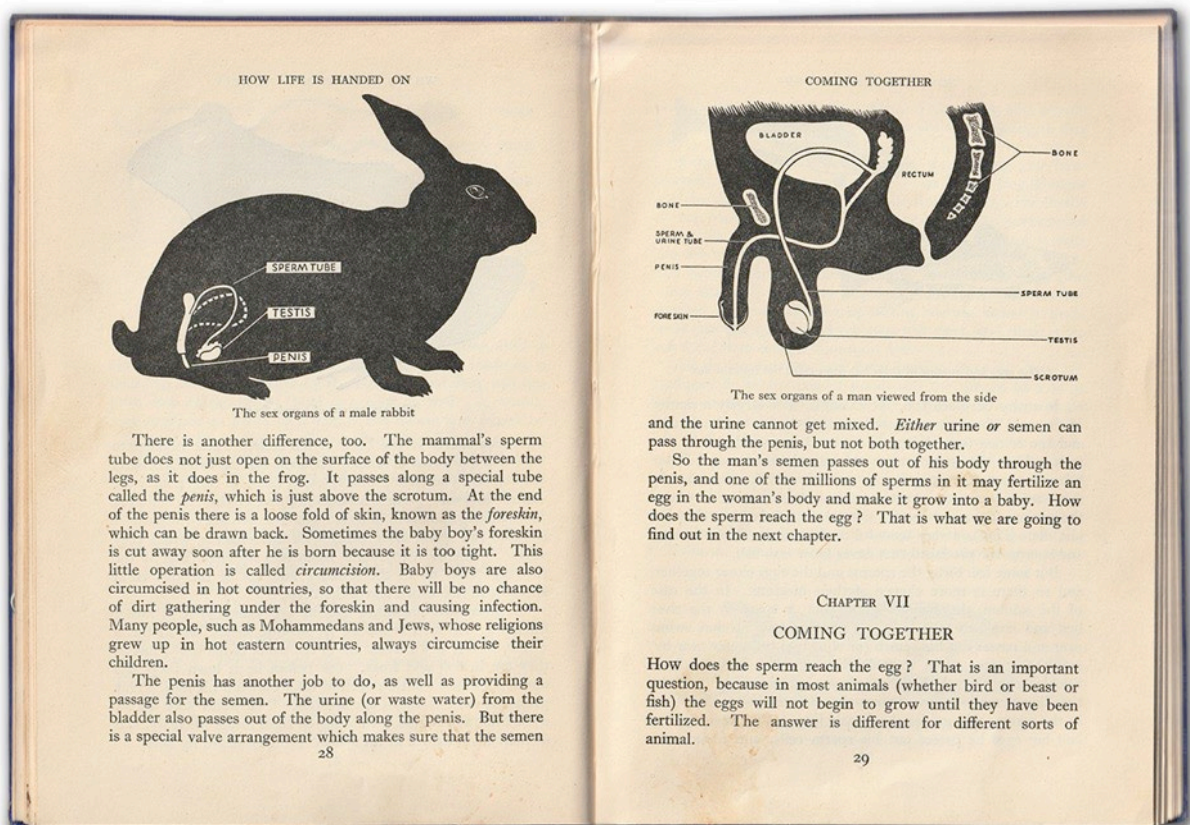 HOW LIFE IS HANDED ON
SPERM TUBE
TESTIS
PENIS
The sex organs of a male rabbit
There is another difference, too. The mammal's sperm
tube does not just open on the surface of the body between the
legs, as it does in the frog. It passes along a special tube
called the penis, which is just above the scrotum. At the end
of the penis there is a loose fold of skin, known as the foreskin,
which can be drawn back. Sometimes the baby boy's foreskin
is cut away soon after he is born because it is too tight. This
little operation is called circumcision. Baby boys are also
circumcised in hot countries, so that there will be no chance
of dirt gathering under the foreskin and causing infection.
Many people, such as Mohammedans and Jews, whose religions
grew up in hot eastern countries, always circumcise their
children.
The penis has another job to do, as well as providing a
passage for the semen. The urine (or waste water) from the
bladder also passes out of the body along the penis. But there
is a special valve arrangement which makes sure that the semen
28
COMING TOGETHER
BLADDER
BONE
RECTUM
BONE
SPERM &
URINE TUBE
PENIS
SPERM TUBE
FORESKIN
TESTIS
SCROTUM
The sex organs of a man viewed from the side
and the urine cannot get mixed. Either urine or semen can
pass through the penis, but not both together.
So the man's semen passes out of his body through the
penis, and one of the millions of sperms in it may fertilize an
egg in the woman's body and make it grow into a baby. How
does the sperm reach the egg? That is what we are going to
find out in the next chapter.
CHAPTER VII
COMING TOGETHER
How does the sperm reach the egg? That is an important
question, because in most animals (whether bird or beast or
fish) the eggs will not begin to grow until they have been
fertilized. The answer is different for different sorts of
animal.
29